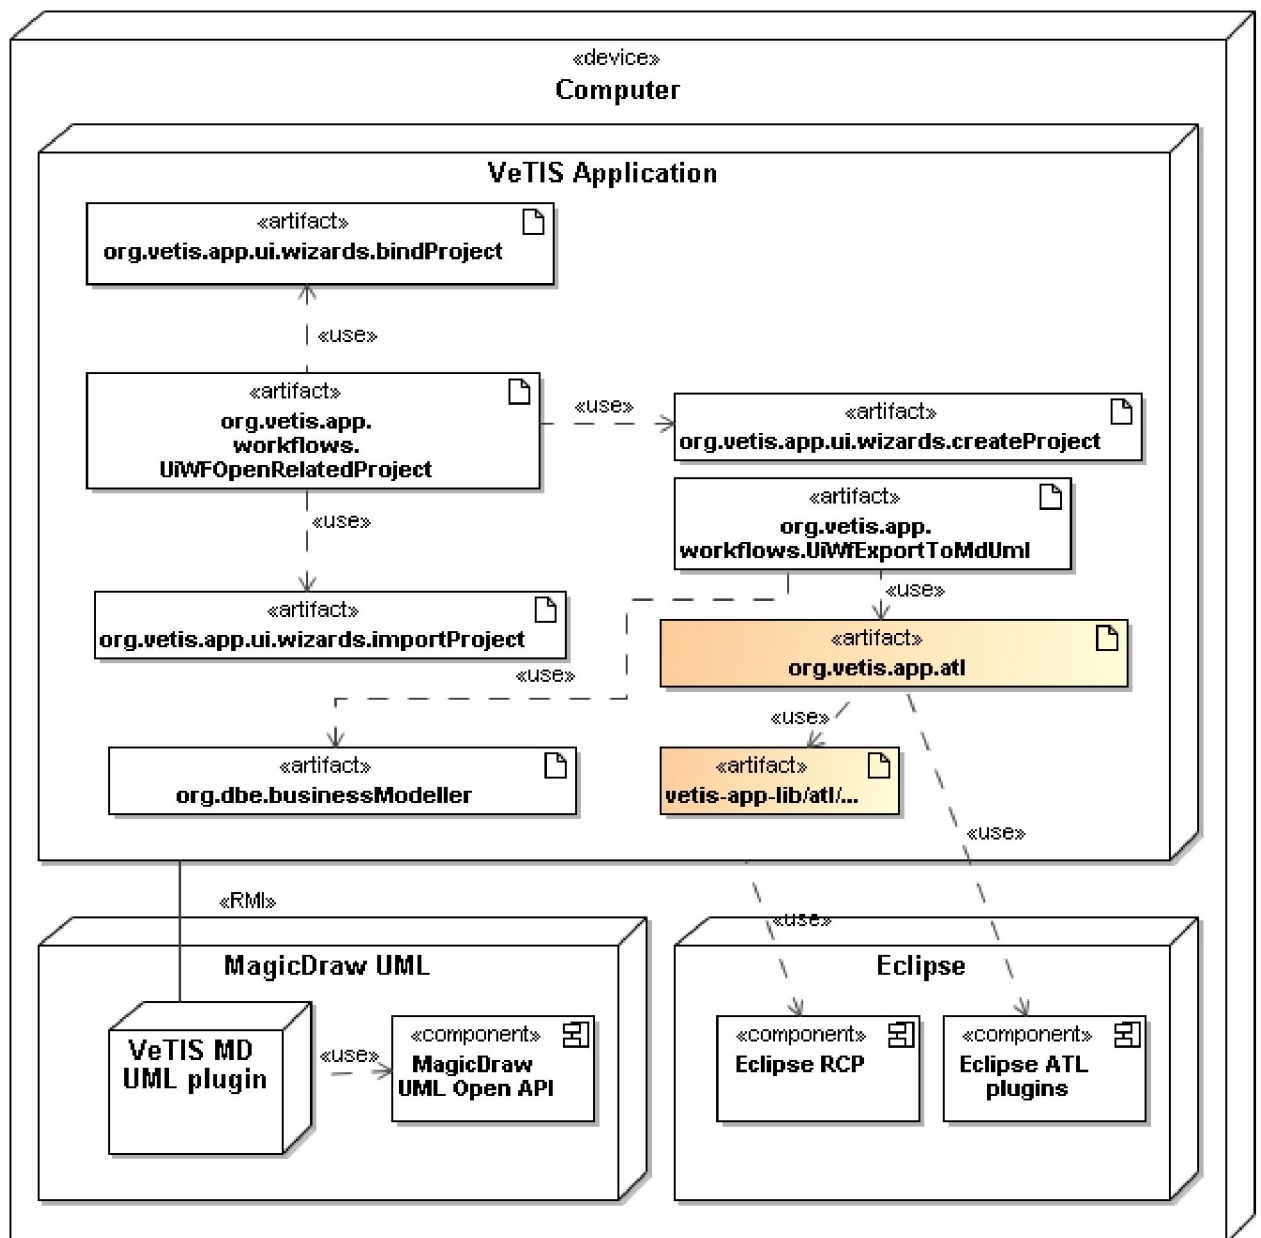 «device»
Computer
VeTIS Application
«artifact»
org.vetis.app.ui.wizards.bindProject
«use»
«artifact»
org.vetis.app.
workflows.
UiWFOpenRelatedProject
«use»
«artifact»
org.vetis.app.ui.wizards.createProject
«use»
«artifact»
org.vetis.app.
workflows.UiWfExportToMdUml
«use»
«artifact»
org.vetis.app.ui.wizards.importProject
«artifact»
org.vetis.app.atl
«use»
«use»
«artifact»
org.dbe.businessModeller
«artifact»
vetis-app-lib/atl/...
«use»
«RMI»
«use»
MagicDraw UML
VeTIS MD
UML plugin
«use»
«component»
MagicDraw
UML Open API
Eclipse
«component»
Eclipse RCP
«component»
Eclipse ATL
plugins